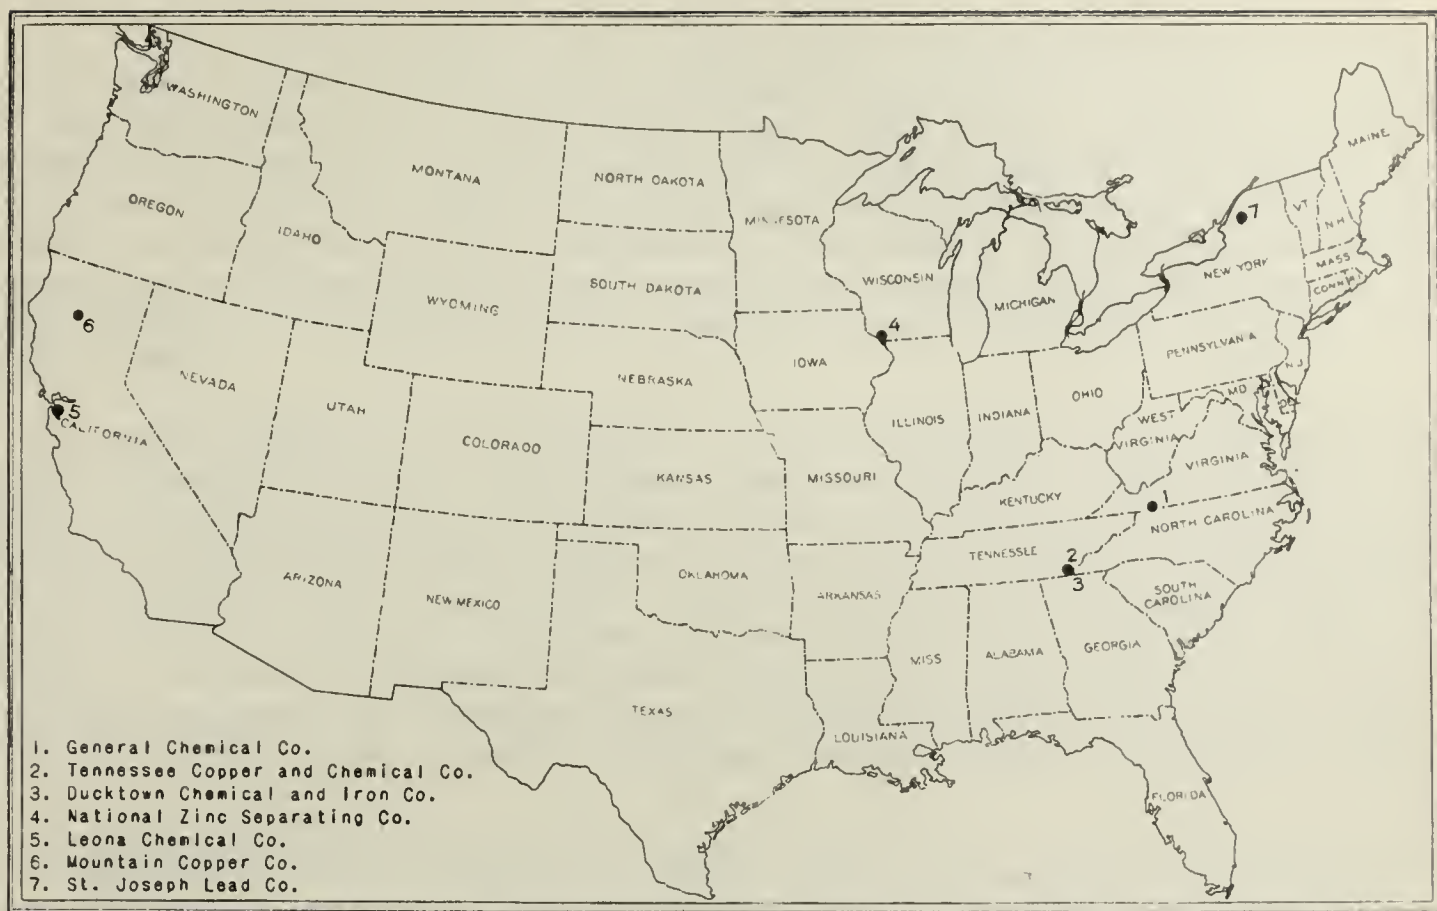 WASHINGTON
OREGON
IDAHO
MONTANA
NORTH DAKOTA
MINNESOTA
WYOMING
SOUTH DAKOTA
WISCONSIN
MICHIGAN
MAINE
VT
N H
NEW YORK
MASS
CONN
R I
7
6
4
5
NEVADA
UTAH
NEBRASKA
IOWA
PENNSYLVANIA
N.J
OHIO
MD
DEL
CALIFORNIA
COLORADO
ILLINOIS
INDIANA
WEST
VIRGINIA
VIRGINIA
KANSAS
MISSOURI
KENTUCKY
1
NORTH CAROLINA
TENNESSEE
2
3
ARIZONA
NEW MEXICO
OKLAHOMA
ARKANSAS
SOUTH
CAROLINA
MISS
ALABAMA
GEORGIA
TEXAS
LOUISIANA
FLORIDA
1. General Chemical Co.
2. Tennessee Copper and Chemical Co.
3. Ducktown Chemical and Iron Co.
4. National Zinc Separating Co.
5. Leona Chemical Co.
6. Mountain Copper Co.
7. St. Joseph Lead Co.